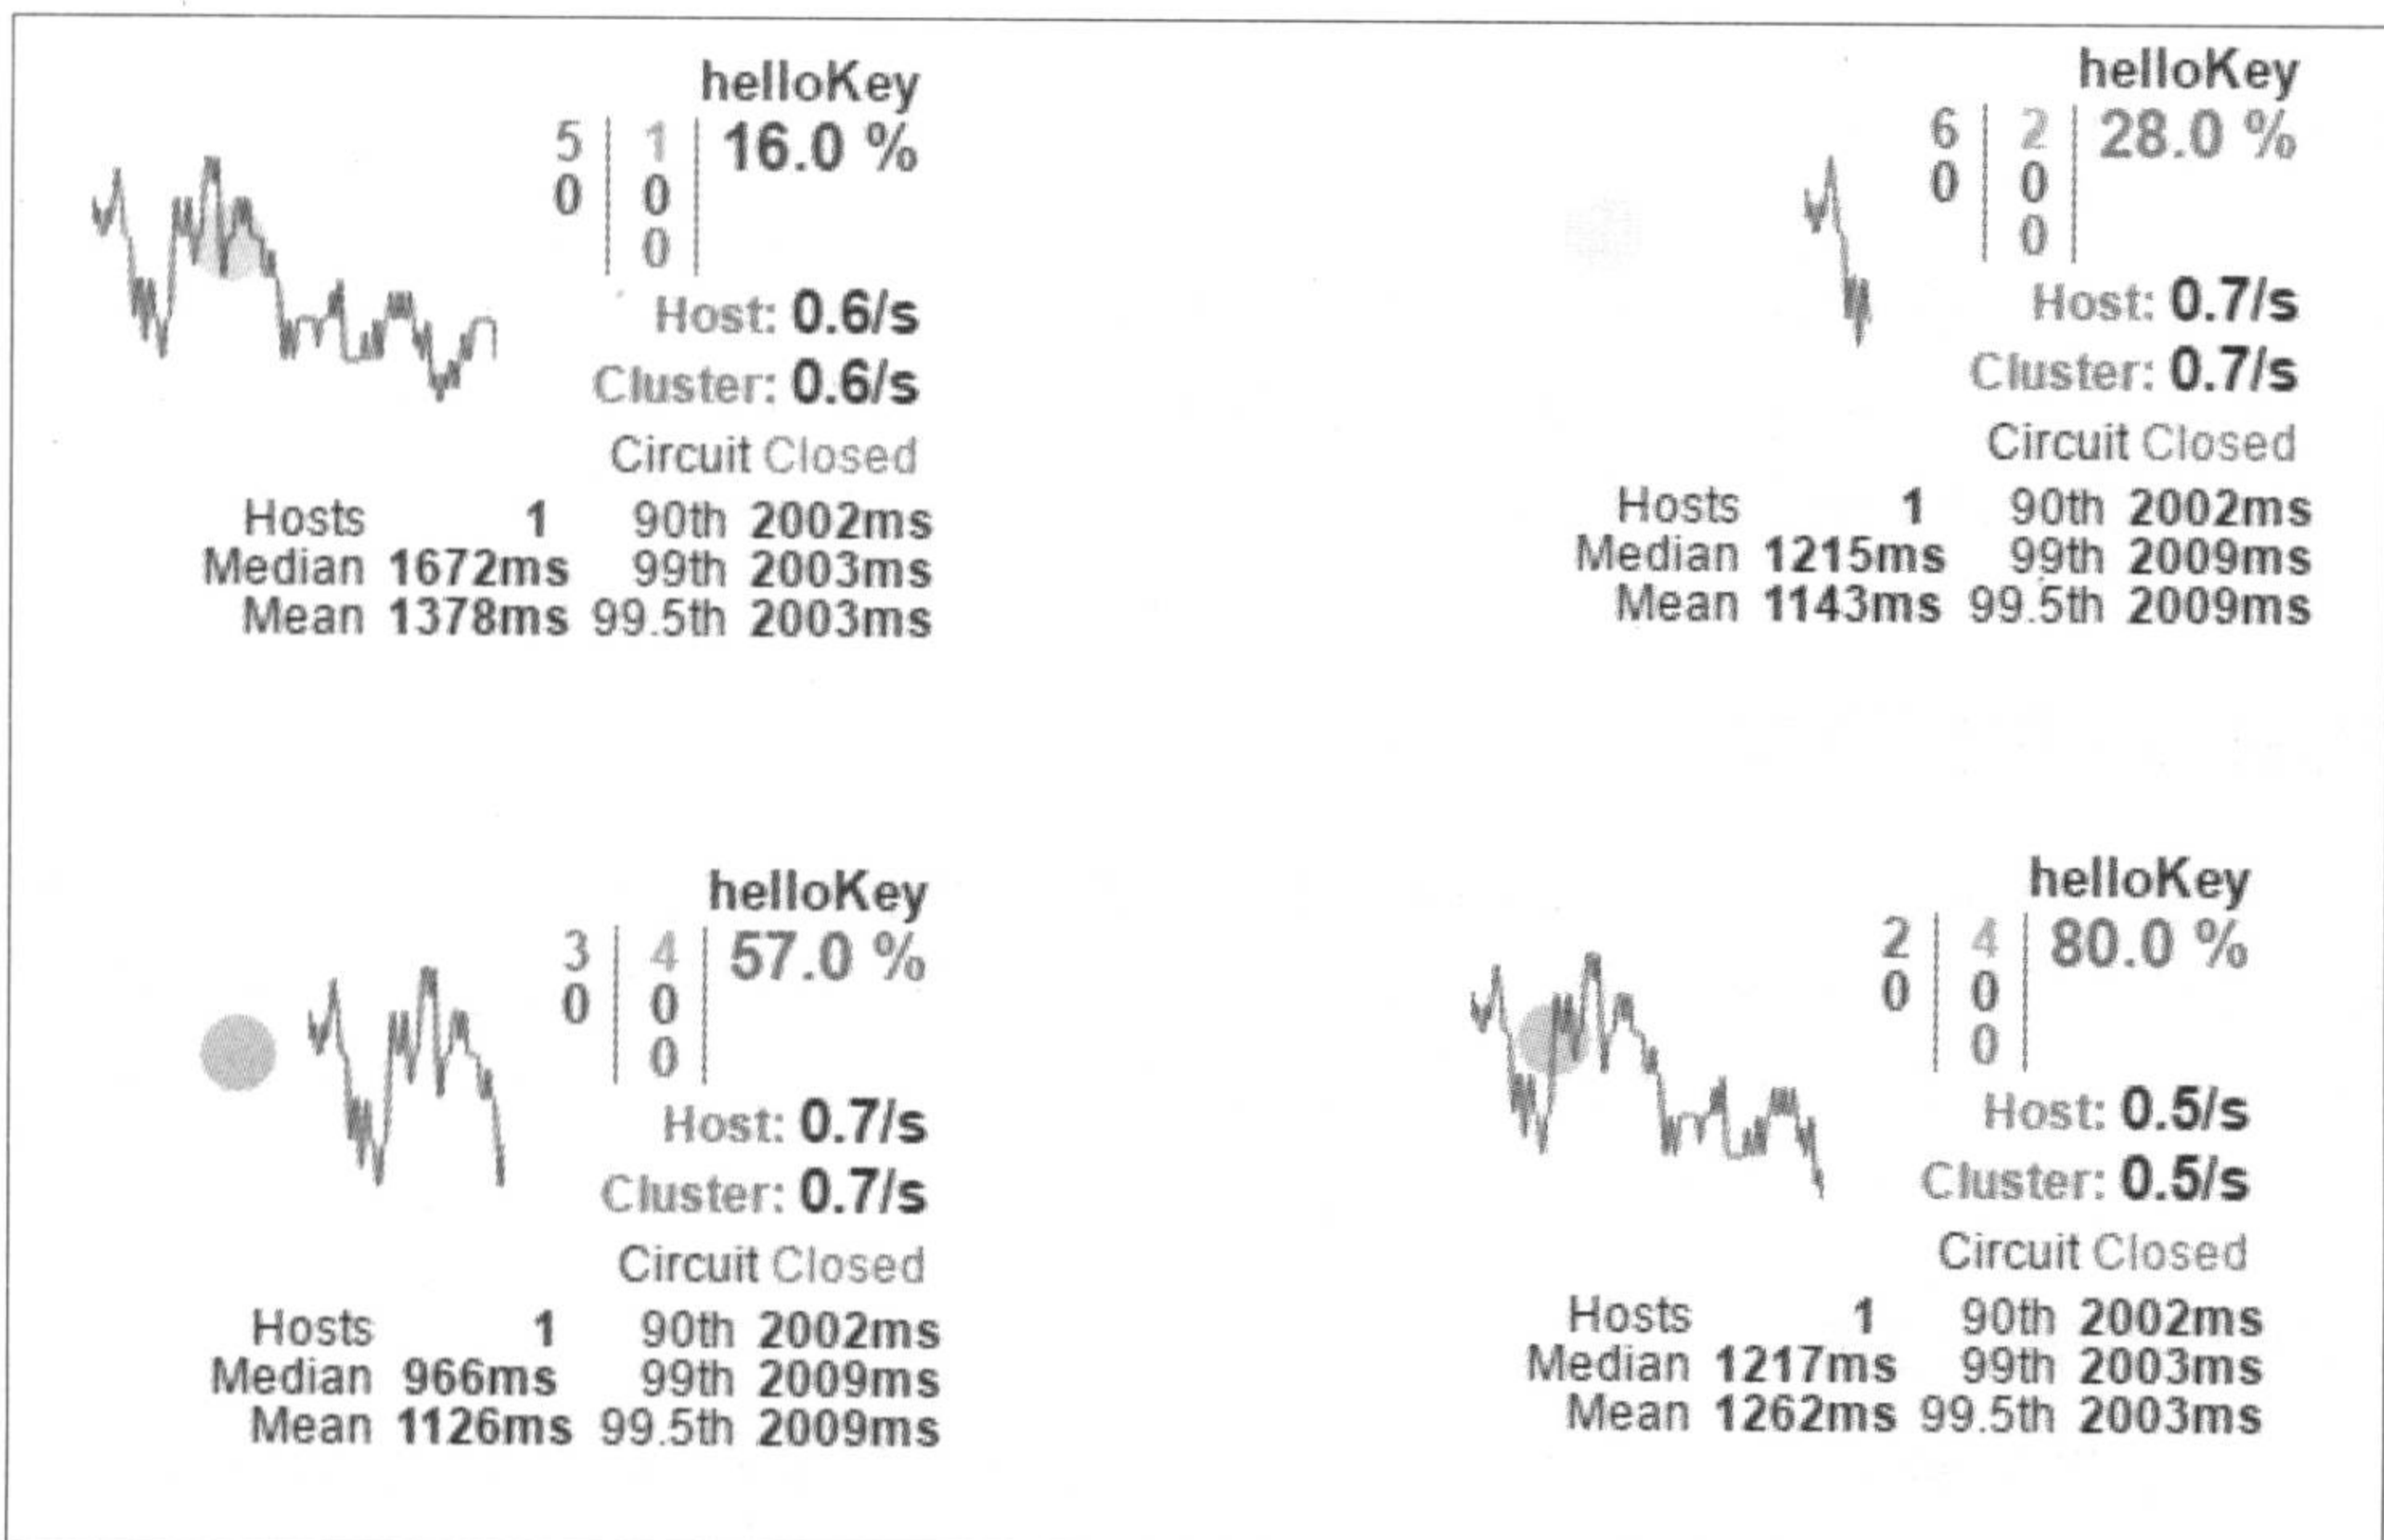 helloKey
5 1 16.0 %
0 0
0
Host: 0.6/s
Cluster: 0.6/s
Circuit Closed
Hosts 1 90th 2002ms
Median 1672ms 99th 2003ms
Mean 1378ms 99.5th 2003ms
helloKey
6 2 28.0 %
0 0
0
Host: 0.7/s
Cluster: 0.7/s
Circuit Closed
Hosts 1 90th 2002ms
Median 1215ms 99th 2009ms
Mean 1143ms 99.5th 2009ms
helloKey
3 4 57.0 %
0 0
0
Host: 0.7/s
Cluster: 0.7/s
Circuit Closed
Hosts 1 90th 2002ms
Median 966ms 99th 2009ms
Mean 1126ms 99.5th 2009ms
helloKey
2 4 80.0 %
0 0
0
Host: 0.5/s
Cluster: 0.5/s
Circuit Closed
Hosts 1 90th 2002ms
Median 1217ms 99th 2003ms
Mean 1262ms 99.5th 2003ms